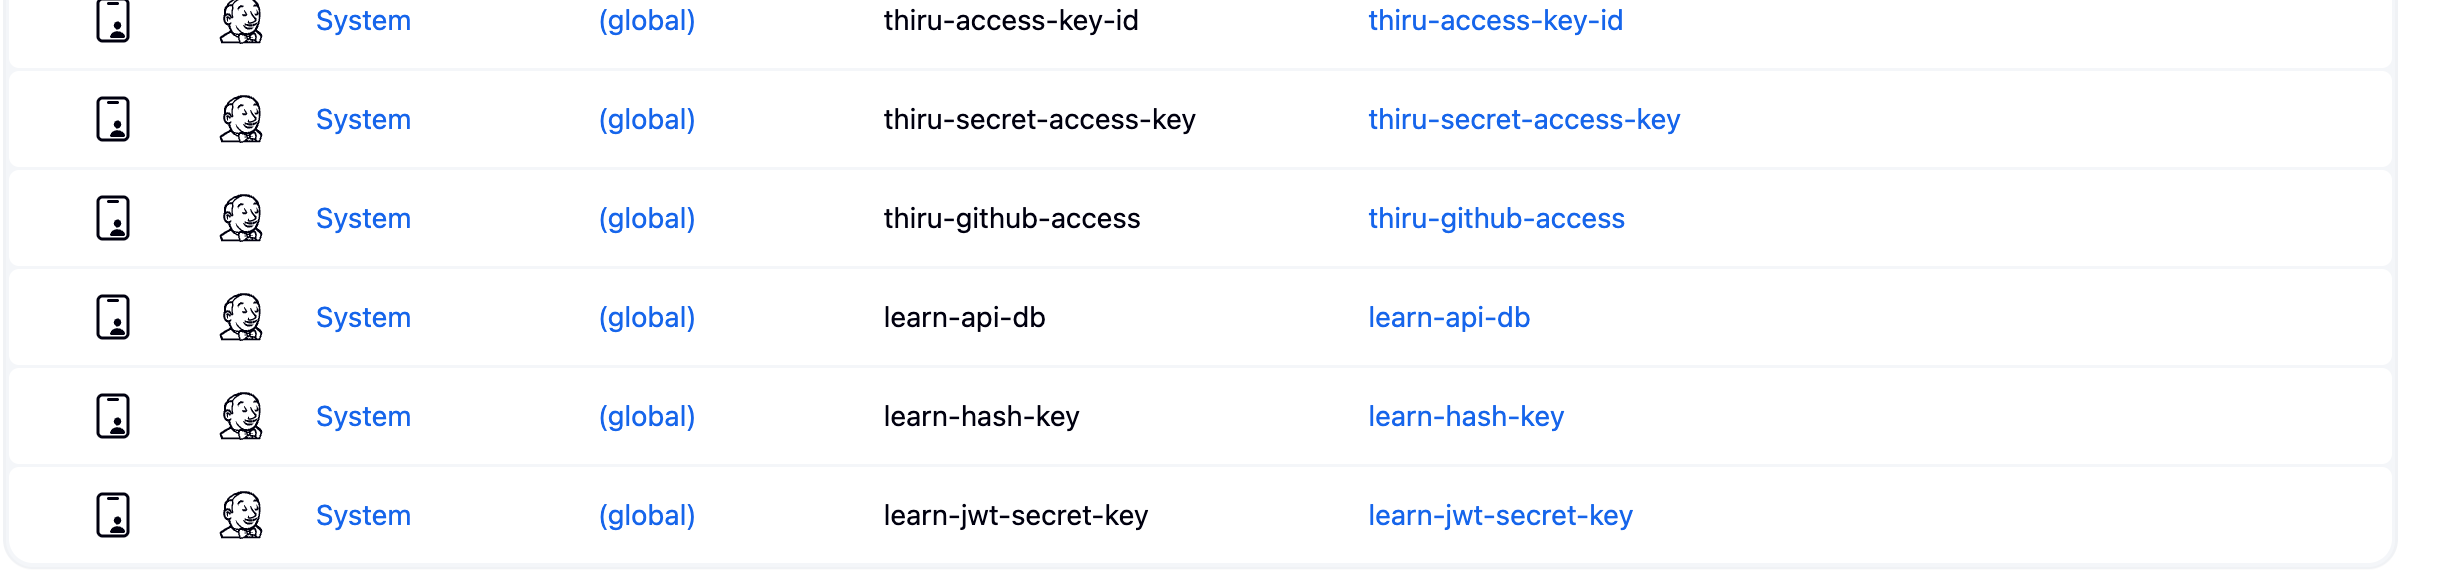 System (global) thiru-access-key-id thiru-access-key-id
System (global) thiru-secret-access-key thiru-secret-access-key
System (global) thiru-github-access thiru-github-access
System (global) learn-api-db learn-api-db
System (global) learn-hash-key learn-hash-key
System (global) learn-jwt-secret-key learn-jwt-secret-key